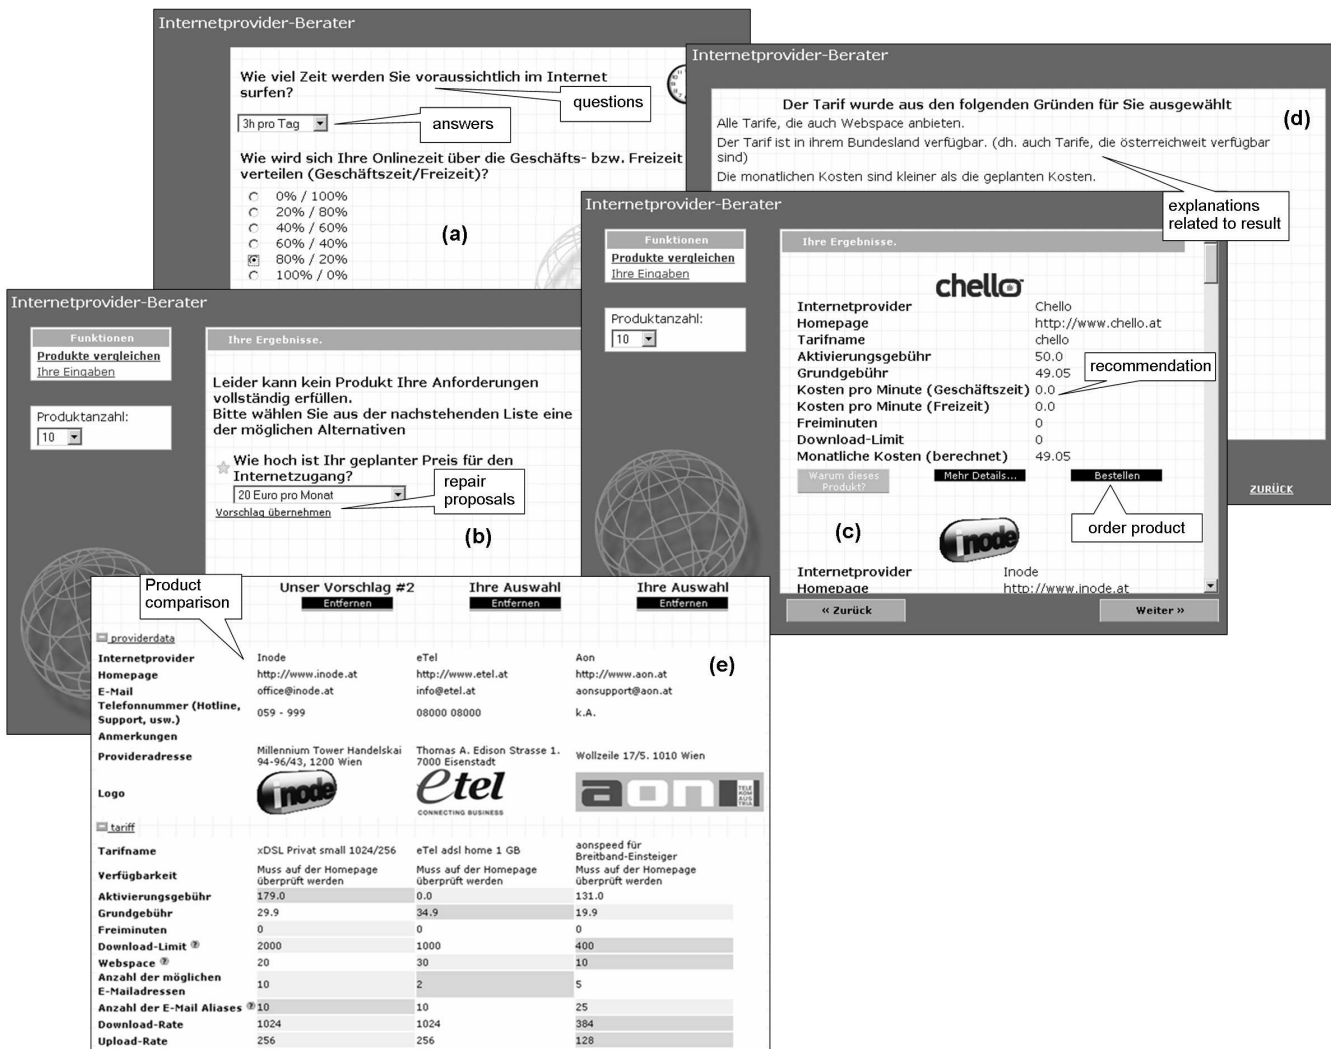 Internetprovider-Berater
Wie viel Zeit werden Sie voraussichtlich im Internet
surfen?
questions
3h pro Tag
answers
Wie wird sich Ihre Onlinezeit über die Geschäfts- bzw. Freizeit
verteilen (Geschäftszeit/Freizeit)?
0% / 100%
20% / 80%
40% / 60%
60% / 40%
80% / 20%
100% / 0%
(a)
Internetprovider-Berater
Der Tarif wurde aus den folgenden Gründen für Sie ausgewählt
Alle Tarife, die auch Webspace anbieten.
(d)
Der Tarif ist in ihrem Bundesland verfügbar. (dh. auch Tarife, die österreichweit verfügbar
sind)
Die monatlichen Kosten sind kleiner als die geplanten Kosten.
explanations
related to result
ZURÜCK
Internetprovider-Berater
Funktionen
Produkte vergleichen
Ihre Eingaben
Produktanzahl:
10
Ihre Ergebnisse.
chello
Internetprovider Chello
Homepage http://www.chello.at
Tarifname chello
Aktivierungsgebühr 50.0
Grundgebühr 49.05
recommendation
Kosten pro Minute (Geschäftszeit) 0.0
Kosten pro Minute (Freizeit) 0.0
Freiminuten 0
Download-Limit 0
Monatliche Kosten (berechnet) 49.05
Warum dieses
Produkt?
Mehr Details...
Bestellen
order product
(c)
inode
Internetprovider Inode
Homepage http://www.inode.at
« Zurück
Weiter »
Internetprovider-Berater
Funktionen
Produkte vergleichen
Ihre Eingaben
Produktanzahl:
10
Ihre Ergebnisse.
Leider kann kein Produkt Ihre Anforderungen
vollständig erfüllen.
Bitte wählen Sie aus der nachstehenden Liste eine
der möglichen Alternativen
Wie hoch ist Ihr geplanter Preis für den
Internetzugang?
20 Euro pro Monat
Vorschlag übernehmen
repair
proposals
(b)
Product
comparison
Unser Vorschlag #2 Ihre Auswahl Ihre Auswahl
Entfernen Entfernen Entfernen
providerdata
(e)
Internetprovider Inode eTel Aon
Homepage http://www.inode.at http://www.etel.at http://www.aon.at
E-Mail office@inode.at info@etel.at aonsupport@aon.at
Telefonnummer (Hotline,
Support, usw.) 059 - 999 08000 08000 k.A.
Anmerkungen
Provideradresse Millennium Tower Handelskai Thomas A. Edison Strasse 1. Wollzeile 17/5. 1010 Wien
94-96/43, 1200 Wien 7000 Eisenstadt
Logo inode etel aon TELEKOM AUSTRIA
CONNECTING BUSINESS
tariff
Tarifname xDSL Privat small 1024/256 eTel adsl home 1 GB aonspeed für
Breitband-Einsteiger
Verfügbarkeit Muss auf der Homepage Muss auf der Homepage Muss auf der Homepage
überprüft werden überprüft werden überprüft werden
Aktivierungsgebühr 179.0 0.0 131.0
Grundgebühr 29.9 34.9 19.9
Freiminuten 0 0 0
Download-Limit ? 2000 1000 400
Webspace ? 20 30 10
Anzahl der möglichen
E-Mailadressen 10 2 5
Anzahl der E-Mail Aliases ? 10 10 25
Download-Rate 1024 1024 384
Upload-Rate 256 256 128